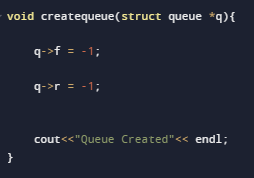 void createqueue(struct queue *q){
q->f = -1;
q->r = -1;
cout<<"Queue Created"<< endl;
}